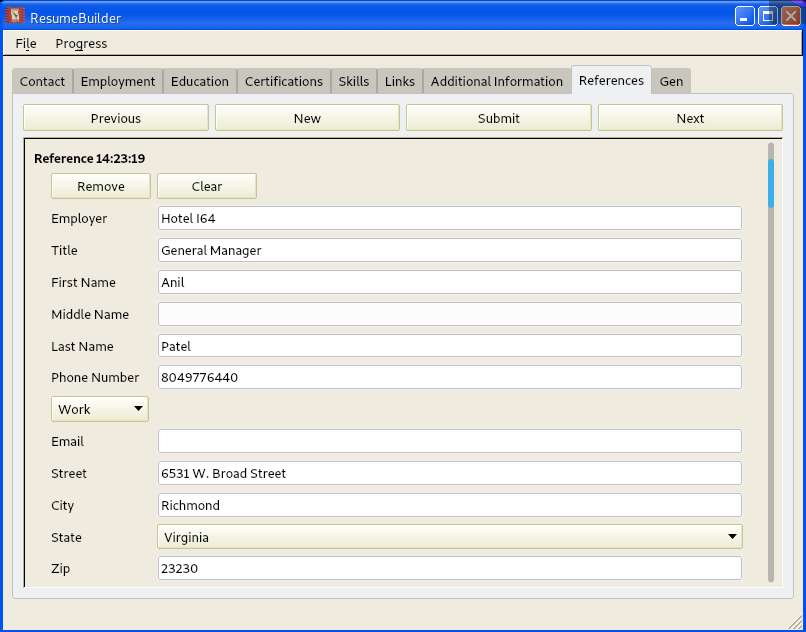 ResumeBuilder
File Progress
Contact Employment Education Certifications Skills Links Additional Information References Gen
Previous New Submit Next
Reference 14:23:19
Remove Clear
Employer Hotel I64
Title General Manager
First Name Anil
Middle Name
Last Name Patel
Phone Number 8049776440
Work
Email
Street 6531 W. Broad Street
City Richmond
State Virginia
Zip 23230